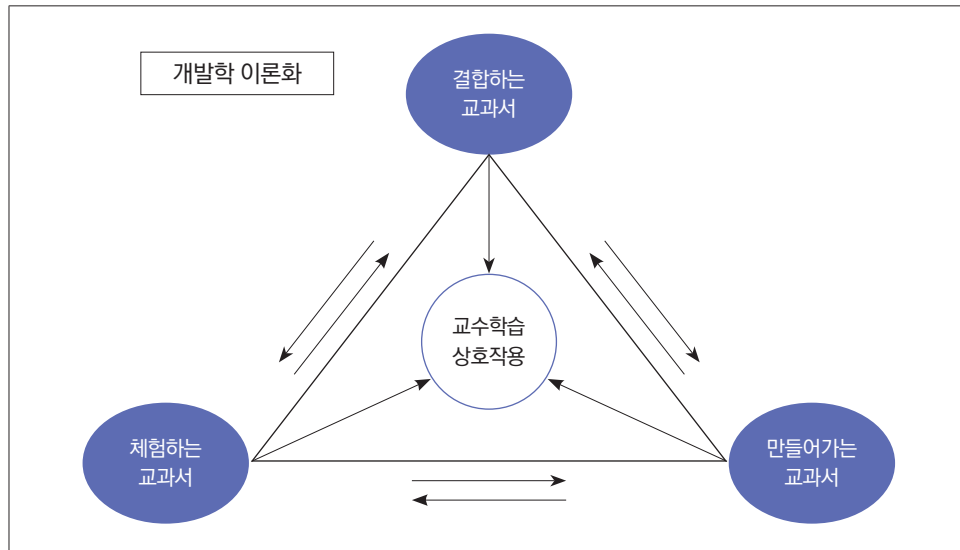 개발학 이론화
결합하는
교과서
교수학습
상호작용
체험하는
교과서
만들어가는
교과서